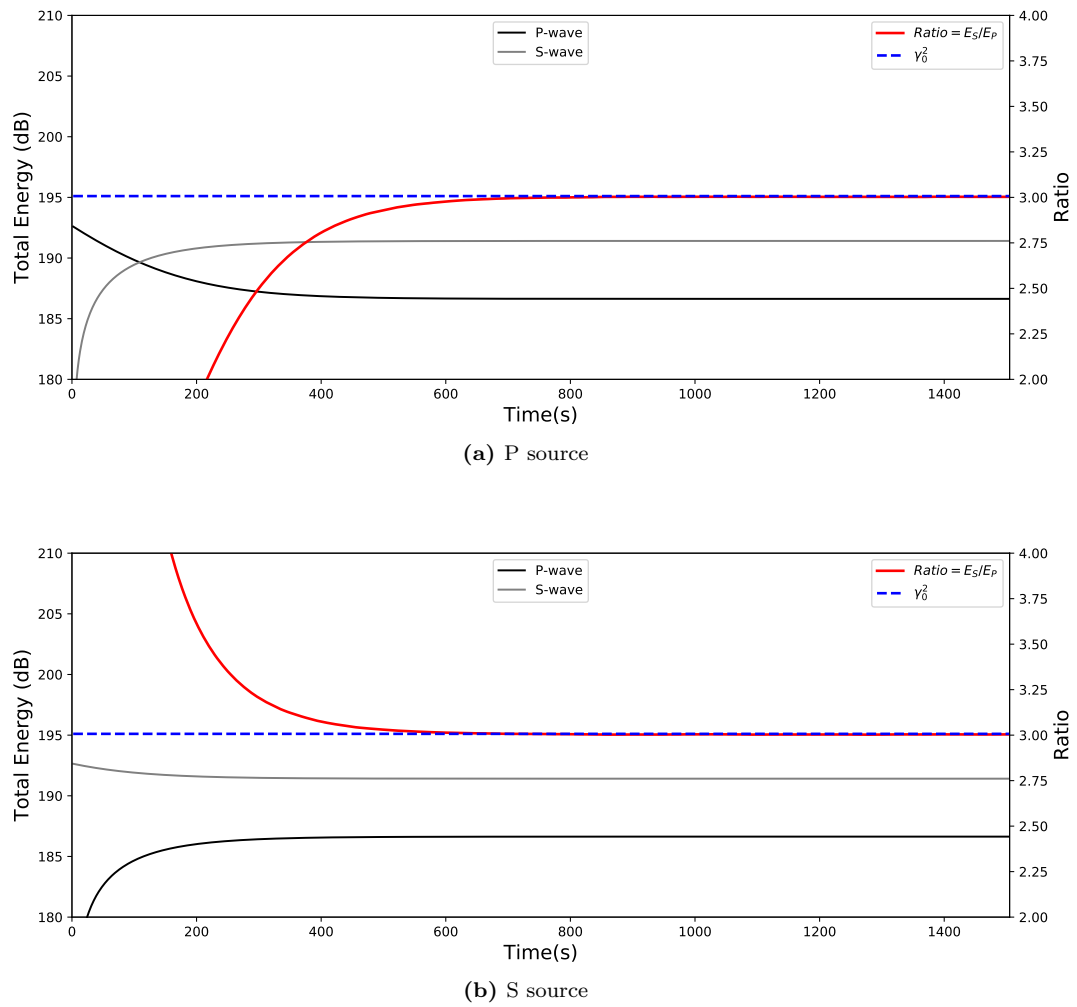 210
205
200
195
190
185
180
Total Energy (dB)
P-wave
S-wave
Ratio = E_S/E_P
γ_0^2
4.00
3.75
3.50
3.25
3.00
2.75
2.50
2.25
2.00
Ratio
0 200 400 600 800 1000 1200 1400
Time(s)
(a) P source
210
205
200
195
190
185
180
Total Energy (dB)
P-wave
S-wave
Ratio = E_S/E_P
γ_0^2
4.00
3.75
3.50
3.25
3.00
2.75
2.50
2.25
2.00
Ratio
0 200 400 600 800 1000 1200 1400
Time(s)
(b) S source